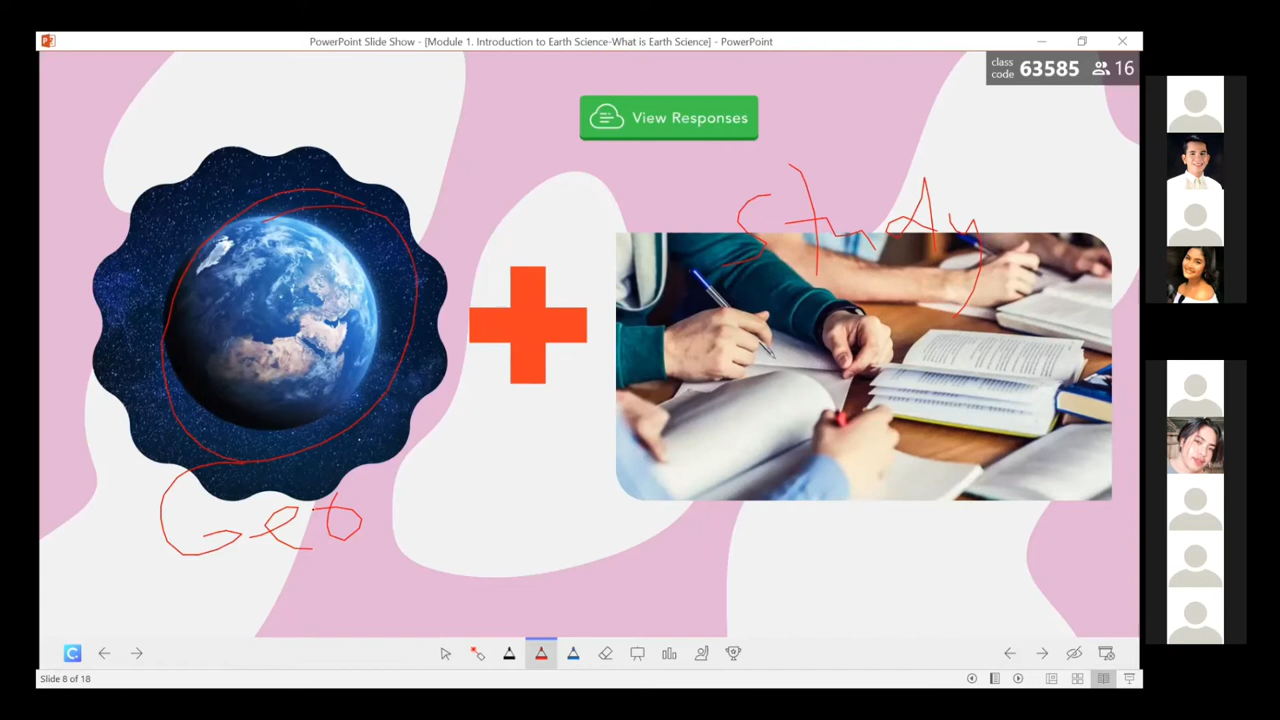 PowerPoint Slide Show - [Module 1. Introduction to Earth Science-What is Earth Science] - PowerPoint
class code 63585 16
View Responses
Study
Geo
Slide 8 of 18